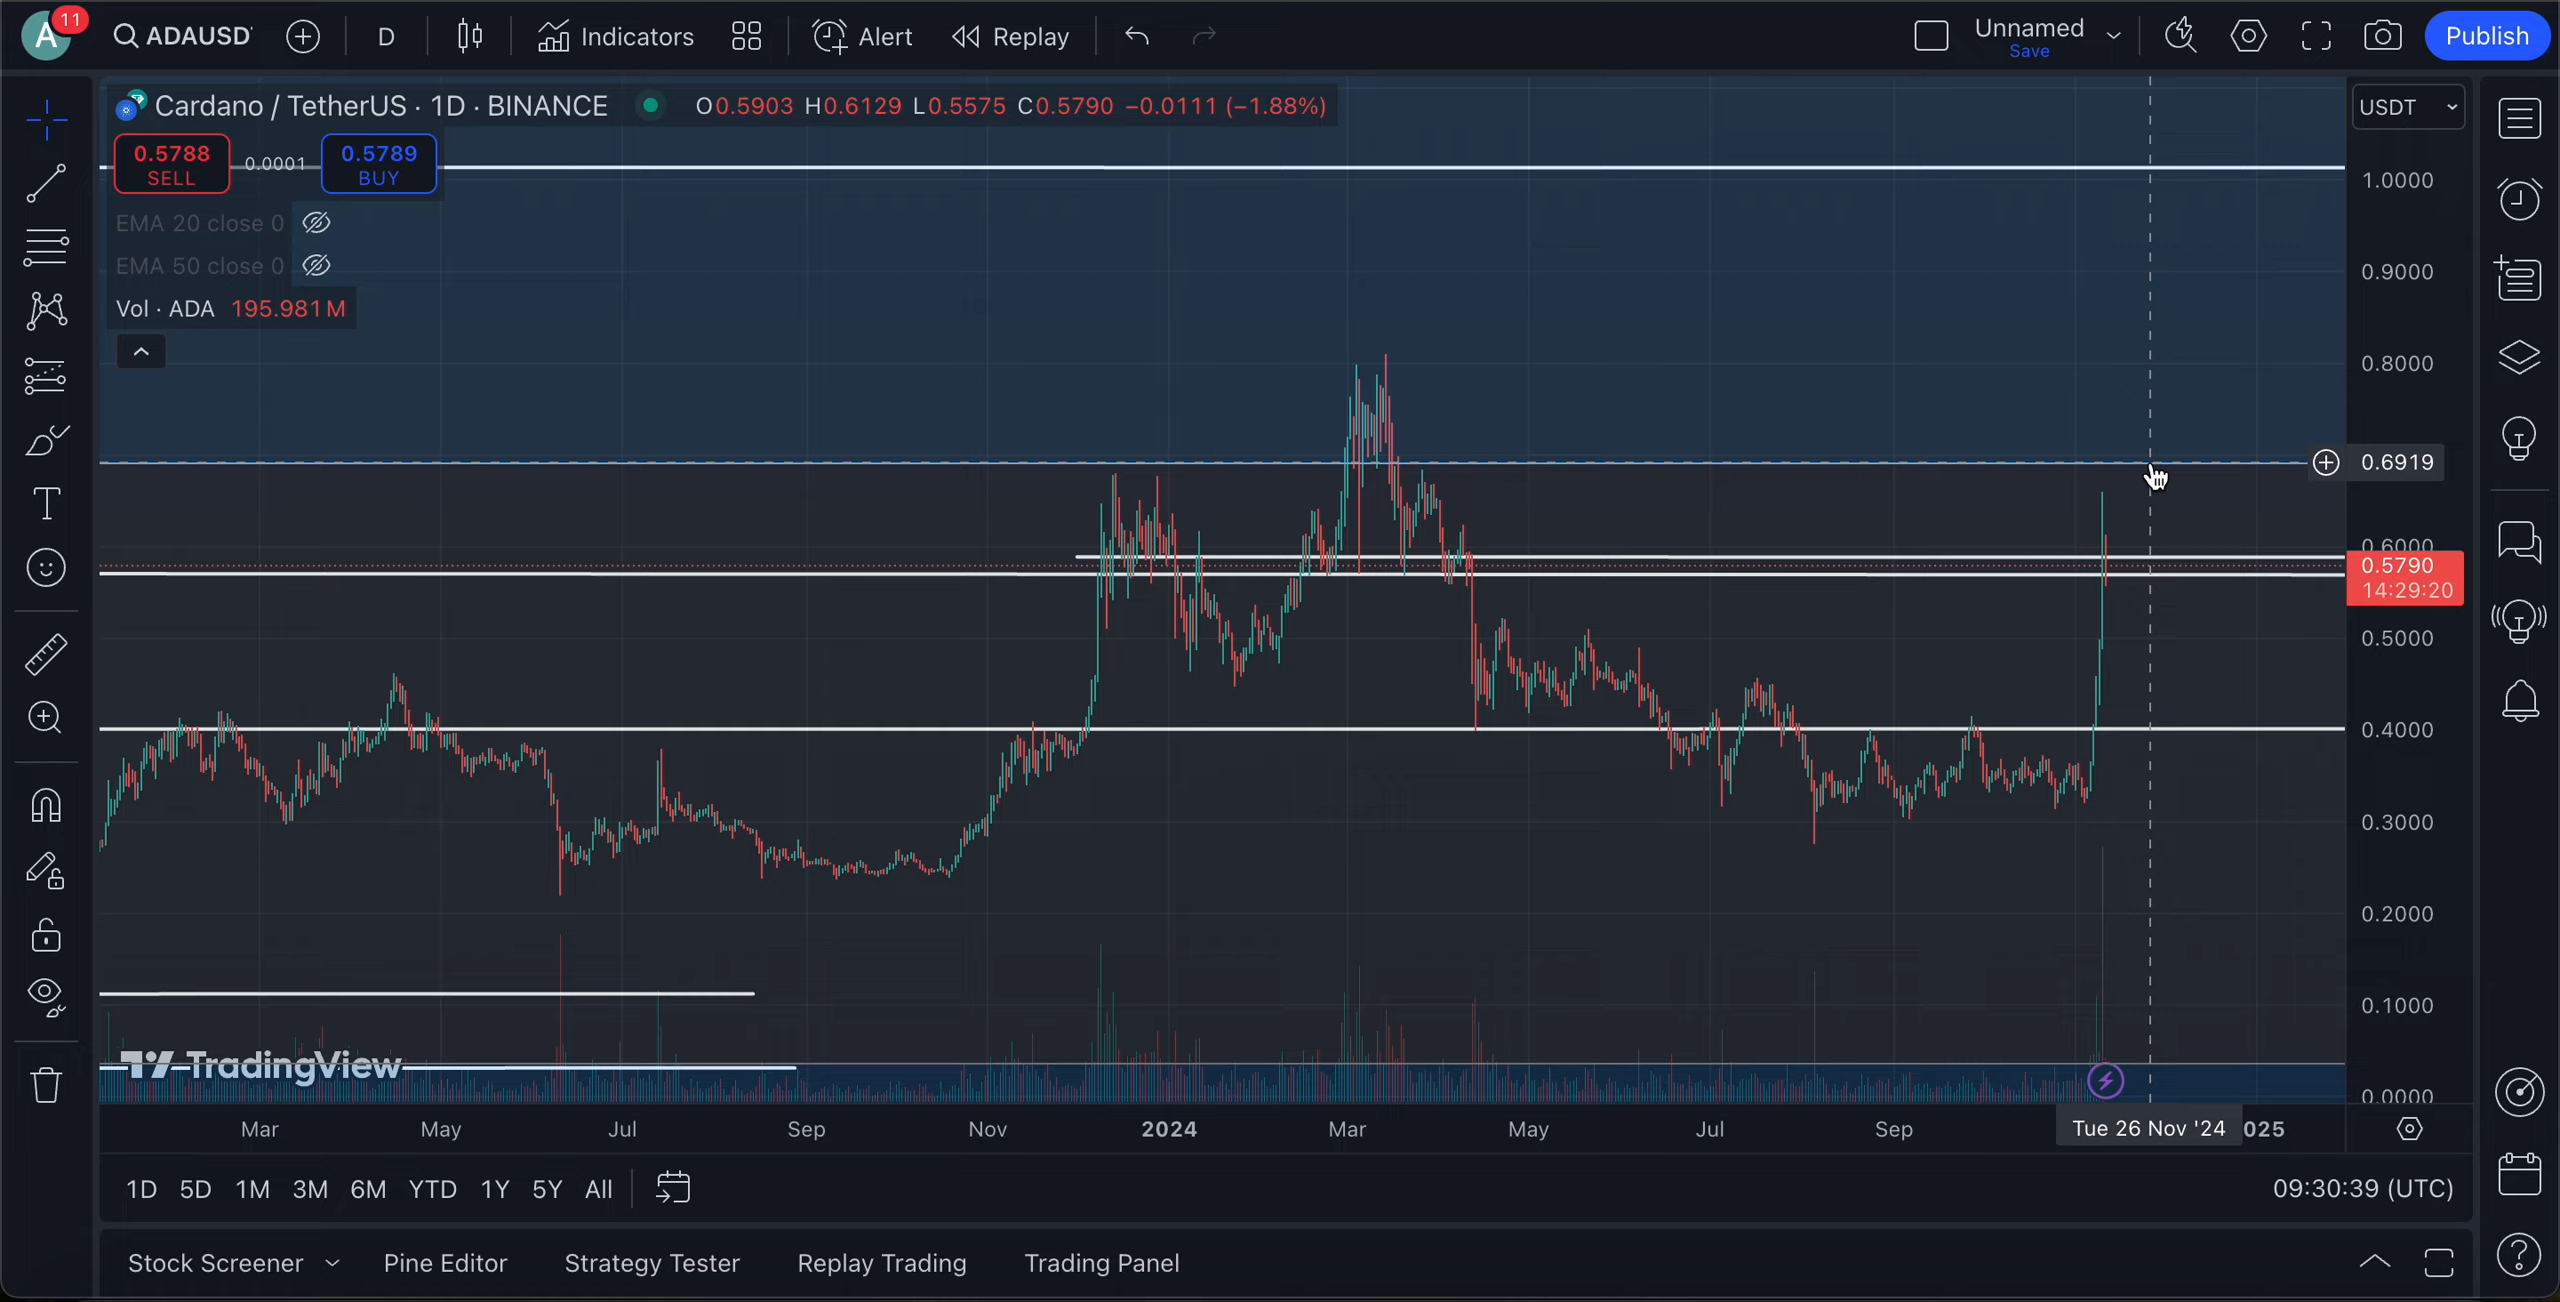 A 11 ADAUSD D Indicators Alert Replay Unnamed Save Publish
Cardano / TetherUS · 1D · BINANCE O0.5903 H0.6129 L0.5575 C0.5790 −0.0111 (−1.88%)
USDT
0.5788 SELL 0.0001 0.5789 BUY
EMA 20 close 0
EMA 50 close 0
Vol · ADA 195.981 M
1.0000
0.9000
0.8000
0.6919
0.6000
0.5790
14:29:20
0.5000
0.4000
0.3000
0.2000
0.1000
0.0000
TradingView
Mar May Jul Sep Nov 2024 Mar May Jul Sep Tue 26 Nov '24 025
1D 5D 1M 3M 6M YTD 1Y 5Y All 09:30:39 (UTC)
Stock Screener Pine Editor Strategy Tester Replay Trading Trading Panel